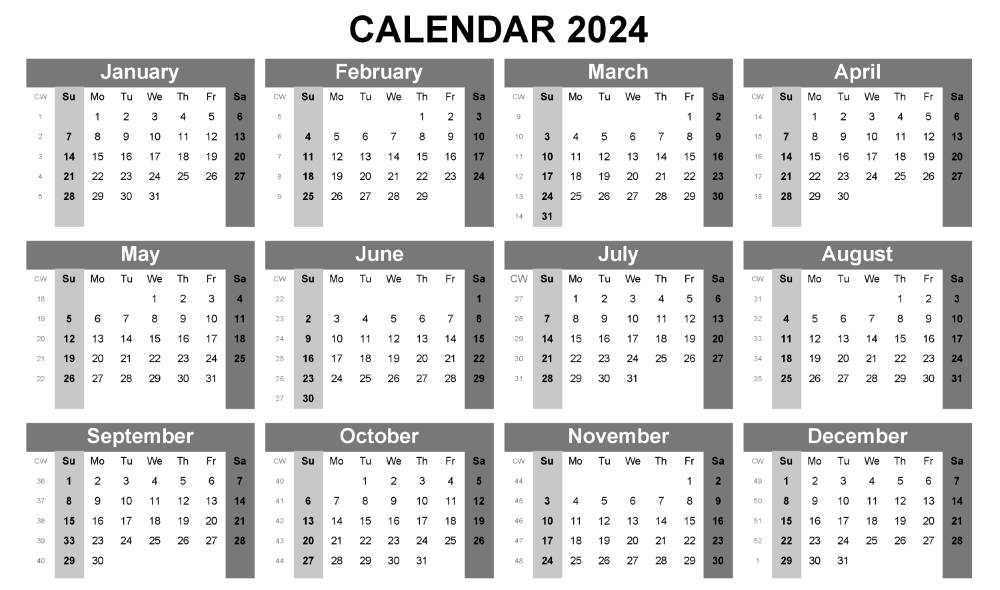 CALENDAR 2024
January
CW Su Mo Tu We Th Fr Sa
1 1 2 3 4 5 6
2 7 8 9 10 11 12 13
3 14 15 16 17 18 19 20
4 21 22 23 24 25 26 27
5 28 29 30 31
February
CW Su Mo Tu We Th Fr Sa
5 1 2 3
6 4 5 6 7 8 9 10
7 11 12 13 14 15 16 17
8 18 19 20 21 22 23 24
9 25 26 27 28 29
March
CW Su Mo Tu We Th Fr Sa
9 1 2
10 3 4 5 6 7 8 9
11 10 11 12 13 14 15 16
12 17 18 19 20 21 22 23
13 24 25 26 27 28 29 30
14 31
April
CW Su Mo Tu We Th Fr Sa
14 1 2 3 4 5 6
15 7 8 9 10 11 12 13
16 14 15 16 17 18 19 20
17 21 22 23 24 25 26 27
18 28 29 30
May
CW Su Mo Tu We Th Fr Sa
18 1 2 3 4
19 5 6 7 8 9 10 11
20 12 13 14 15 16 17 18
21 19 20 21 22 23 24 25
22 26 27 28 29 30 31
June
CW Su Mo Tu We Th Fr Sa
22 1
23 2 3 4 5 6 7 8
24 9 10 11 12 13 14 15
25 16 17 18 19 20 21 22
26 23 24 25 26 27 28 29
27 30
July
CW Su Mo Tu We Th Fr Sa
27 1 2 3 4 5 6
28 7 8 9 10 11 12 13
29 14 15 16 17 18 19 20
30 21 22 23 24 25 26 27
31 28 29 30 31
August
CW Su Mo Tu We Th Fr Sa
31 1 2 3
32 4 5 6 7 8 9 10
33 11 12 13 14 15 16 17
34 18 19 20 21 22 23 24
35 25 26 27 28 29 30 31
September
CW Su Mo Tu We Th Fr Sa
36 1 2 3 4 5 6 7
37 8 9 10 11 12 13 14
38 15 16 17 18 19 20 21
39 33 23 24 25 26 27 28
40 29 30
October
CW Su Mo Tu We Th Fr Sa
40 1 2 3 4 5
41 6 7 8 9 10 11 12
42 13 14 15 16 17 18 19
43 20 21 22 23 24 25 26
44 27 28 29 30 31
November
CW Su Mo Tu We Th Fr Sa
44 1 2
45 3 4 5 6 7 8 9
46 10 11 12 13 14 15 16
47 17 18 19 20 21 22 23
48 24 25 26 27 28 29 30
December
CW Su Mo Tu We Th Fr Sa
49 1 2 3 4 5 6 7
50 8 9 10 11 12 13 14
51 15 16 17 18 19 20 21
52 22 23 24 25 26 27 28
1 29 30 31